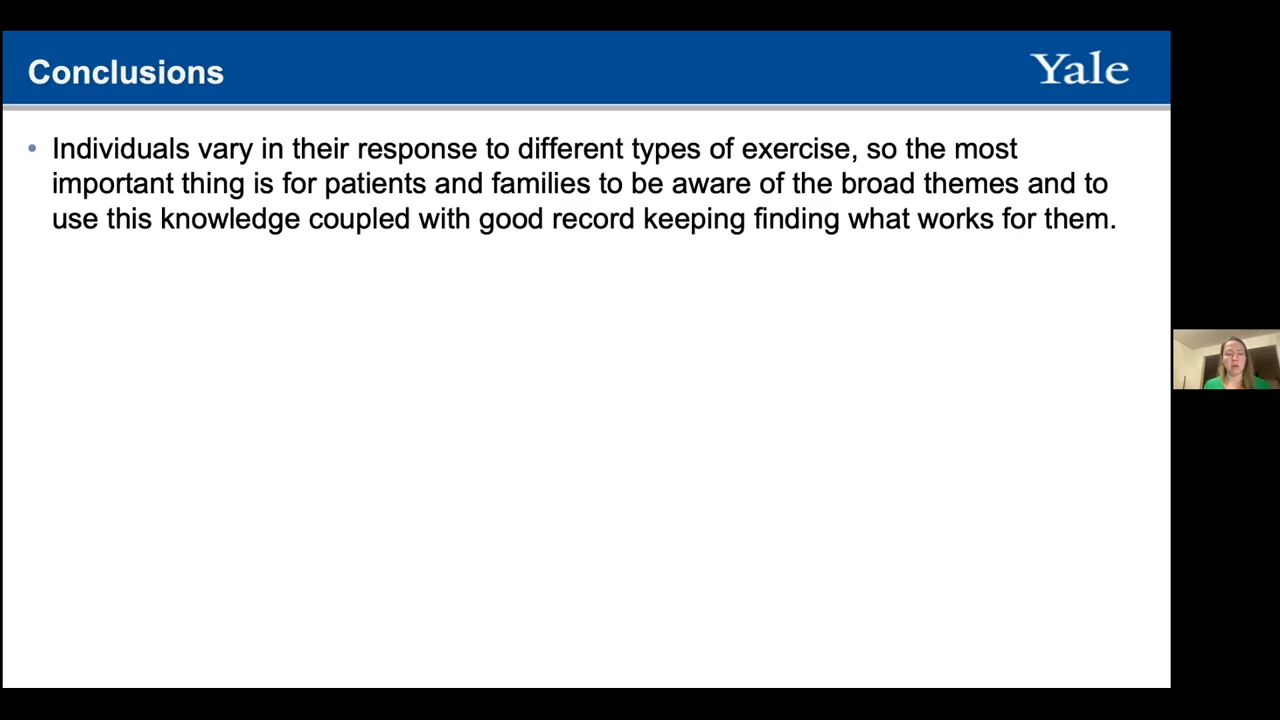 Conclusions
Yale
• Individuals vary in their response to different types of exercise, so the most
important thing is for patients and families to be aware of the broad themes and to
use this knowledge coupled with good record keeping finding what works for them.